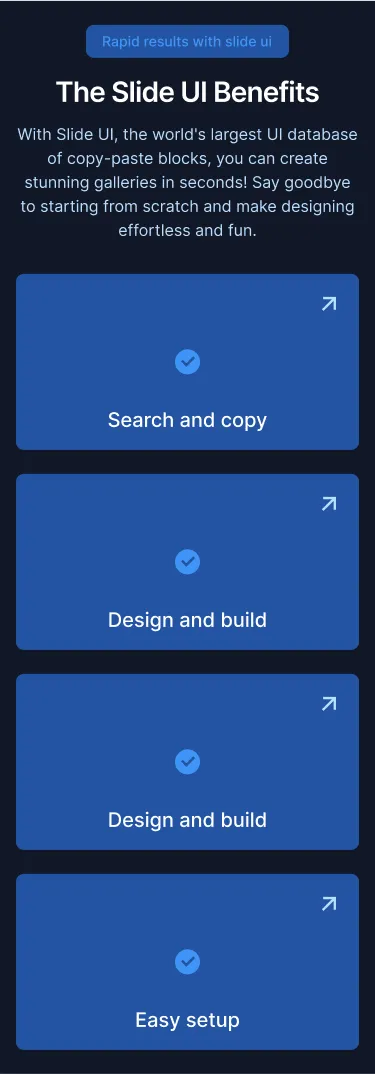 Rapid results with slide ui
The Slide UI Benefits
With Slide UI, the world's largest UI database
of copy-paste blocks, you can create
stunning galleries in seconds! Say goodbye
to starting from scratch and make designing
effortless and fun.
Search and copy
Design and build
Design and build
Easy setup